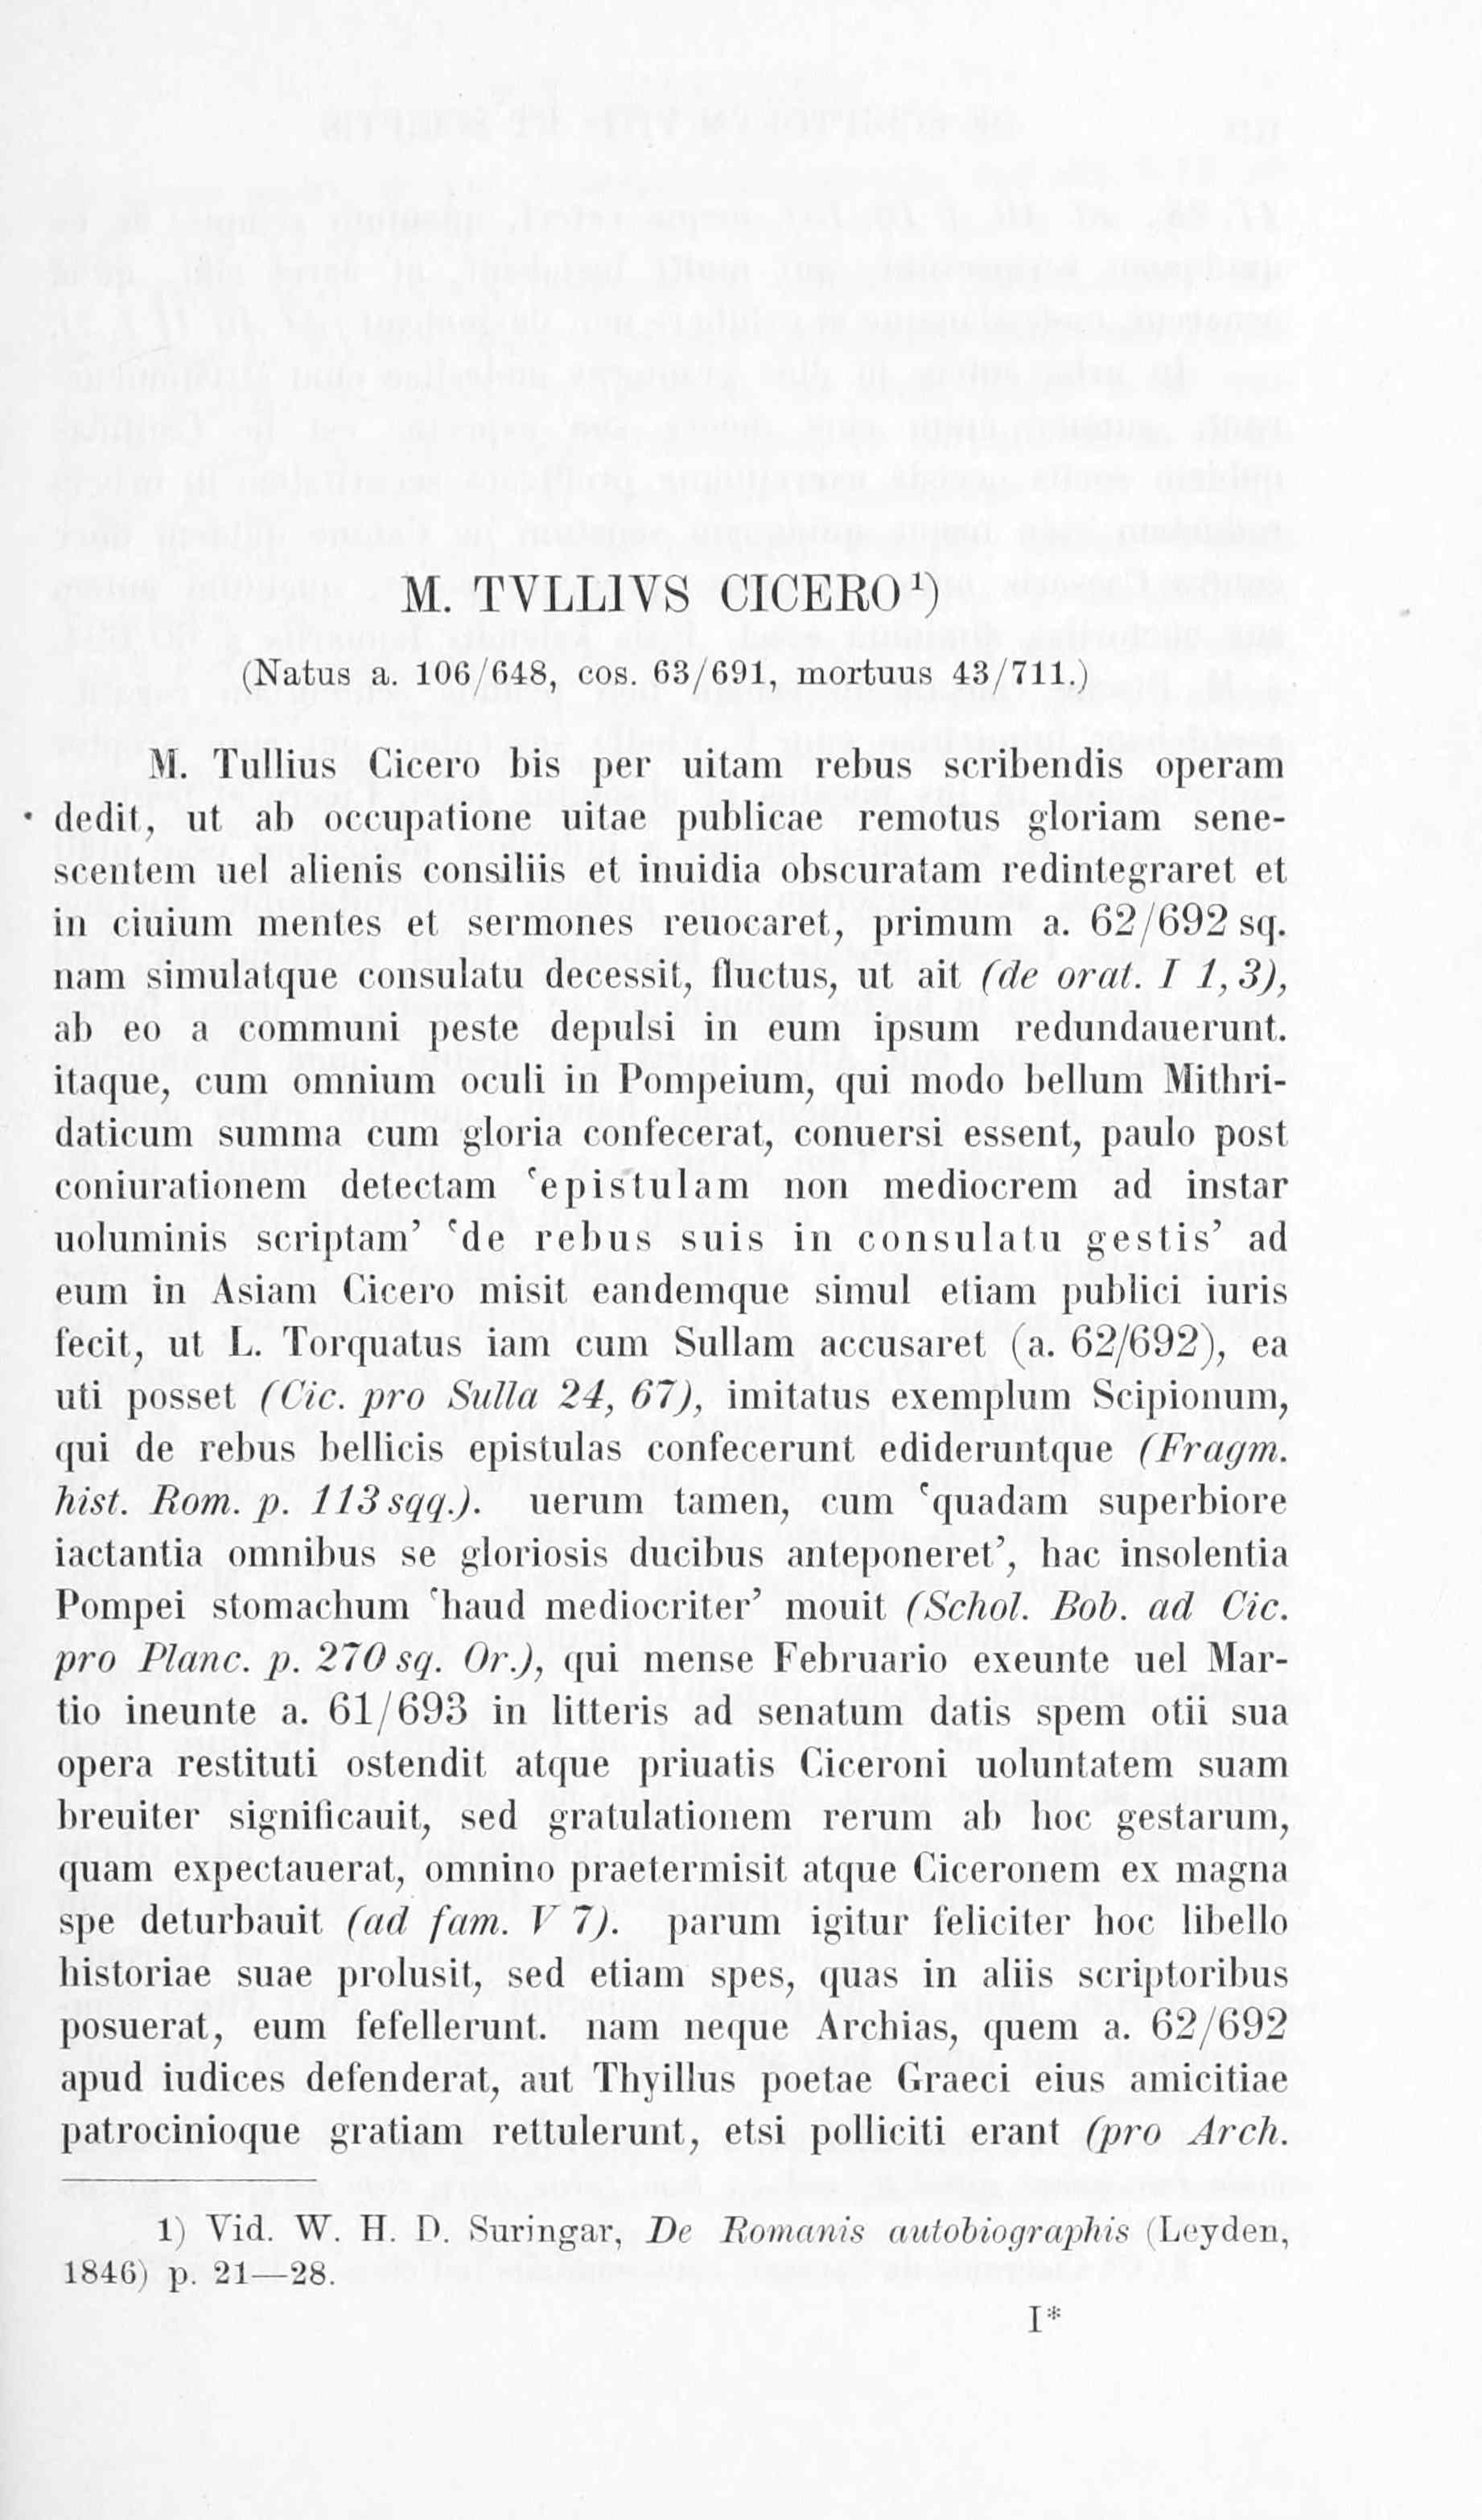 M. TVLLIVS CICERO¹)
(Natus a. 106/648, cos. 63/691, mortuus 43/711.)
M. Tullius Cicero bis per uitam rebus scribendis operam
dedit, ut ab occupatione uitae publicae remotus gloriam sene-
scentem uel alienis consiliis et inuidia obscuratam redintegraret et
in ciuium mentes et sermones reuocaret, primum a. 62/692 sq.
nam simulatque consulatu decessit, fluctus, ut ait (de orat. I 1, 3),
ab eo a communi peste depulsi in eum ipsum redundauerunt.
itaque, cum omnium oculi in Pompeium, qui modo bellum Mithri-
daticum summa cum gloria confecerat, conuersi essent, paulo post
coniurationem detectam ‘epistulam non mediocrem ad instar
uoluminis scriptam’ ‘de rebus suis in consulatu gestis’ ad
eum in Asiam Cicero misit eandemque simul etiam publici iuris
fecit, ut L. Torquatus iam cum Sullam accusaret (a. 62/692), ea
uti posset (Cic. pro Sulla 24, 67), imitatus exemplum Scipionum,
qui de rebus bellicis epistulas confecerunt edideruntque (Fragm.
hist. Rom. p. 113 sqq.). uerum tamen, cum ‘quadam superbiore
iactantia omnibus se gloriosis ducibus anteponeret’, hac insolentia
Pompei stomachum ‘haud mediocriter’ mouit (Schol. Bob. ad Cic.
pro Planc. p. 270 sq. Or.), qui mense Februario exeunte uel Mar-
tio ineunte a. 61/693 in litteris ad senatum datis spem otii sua
opera restituti ostendit atque priuatis Ciceroni uoluntatem suam
breuiter significauit, sed gratulationem rerum ab hoc gestarum,
quam expectauerat, omnino praetermisit atque Ciceronem ex magna
spe deturbauit (ad fam. V 7). parum igitur feliciter hoc libello
historiae suae prolusit, sed etiam spes, quas in aliis scriptoribus
posuerat, eum fefellerunt. nam neque Archias, quem a. 62/692
apud iudices defenderat, aut Thyillus poetae Graeci eius amicitiae
patrocinioque gratiam rettulerunt, etsi polliciti erant (pro Arch.
1) Vid. W. H. D. Suringar, De Romanis autobiographis (Leyden,
1846) p. 21—28.
I*